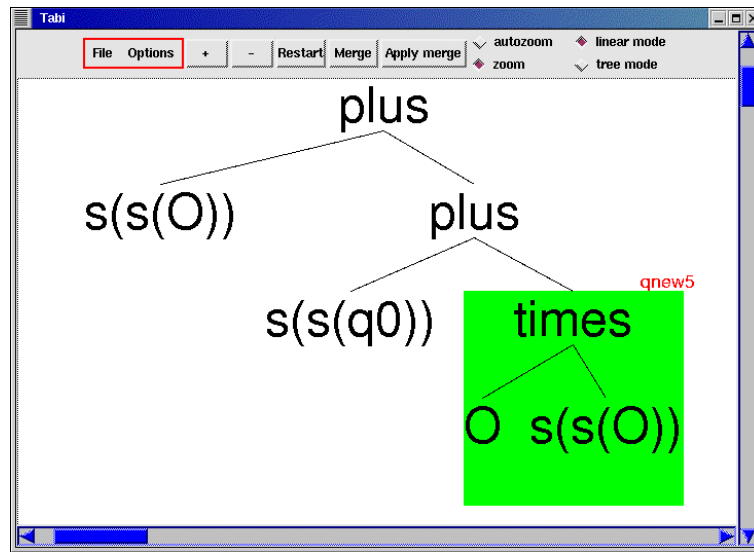 Tabi
File Options + - Restart Merge Apply merge autozoom linear mode
zoom tree mode
plus
s(s(O)) plus
qnew5
s(s(q0)) times
O s(s(O))